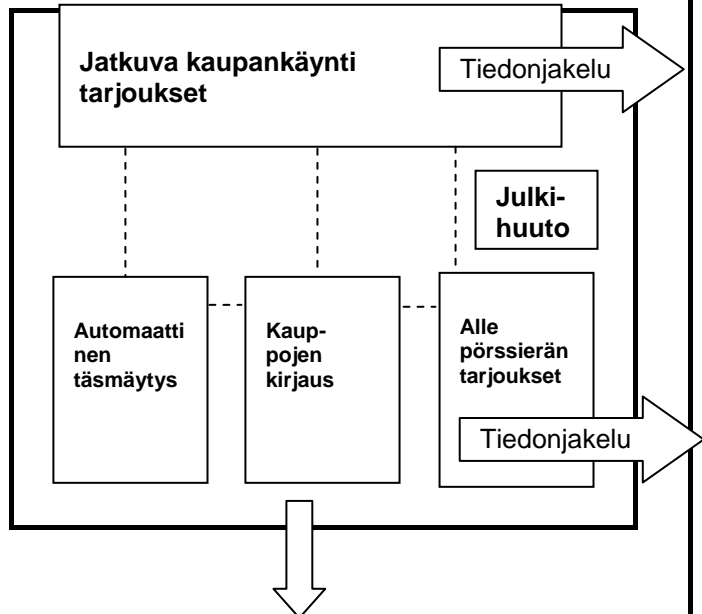 Jatkuva kaupankäynti
tarjoukset
Tiedonjakelu
Julki-
huuto
Automaatti
nen
täsmäytys
Kaup-
pojen
kirjaus
Alle
pörssierän
tarjoukset
Tiedonjakelu